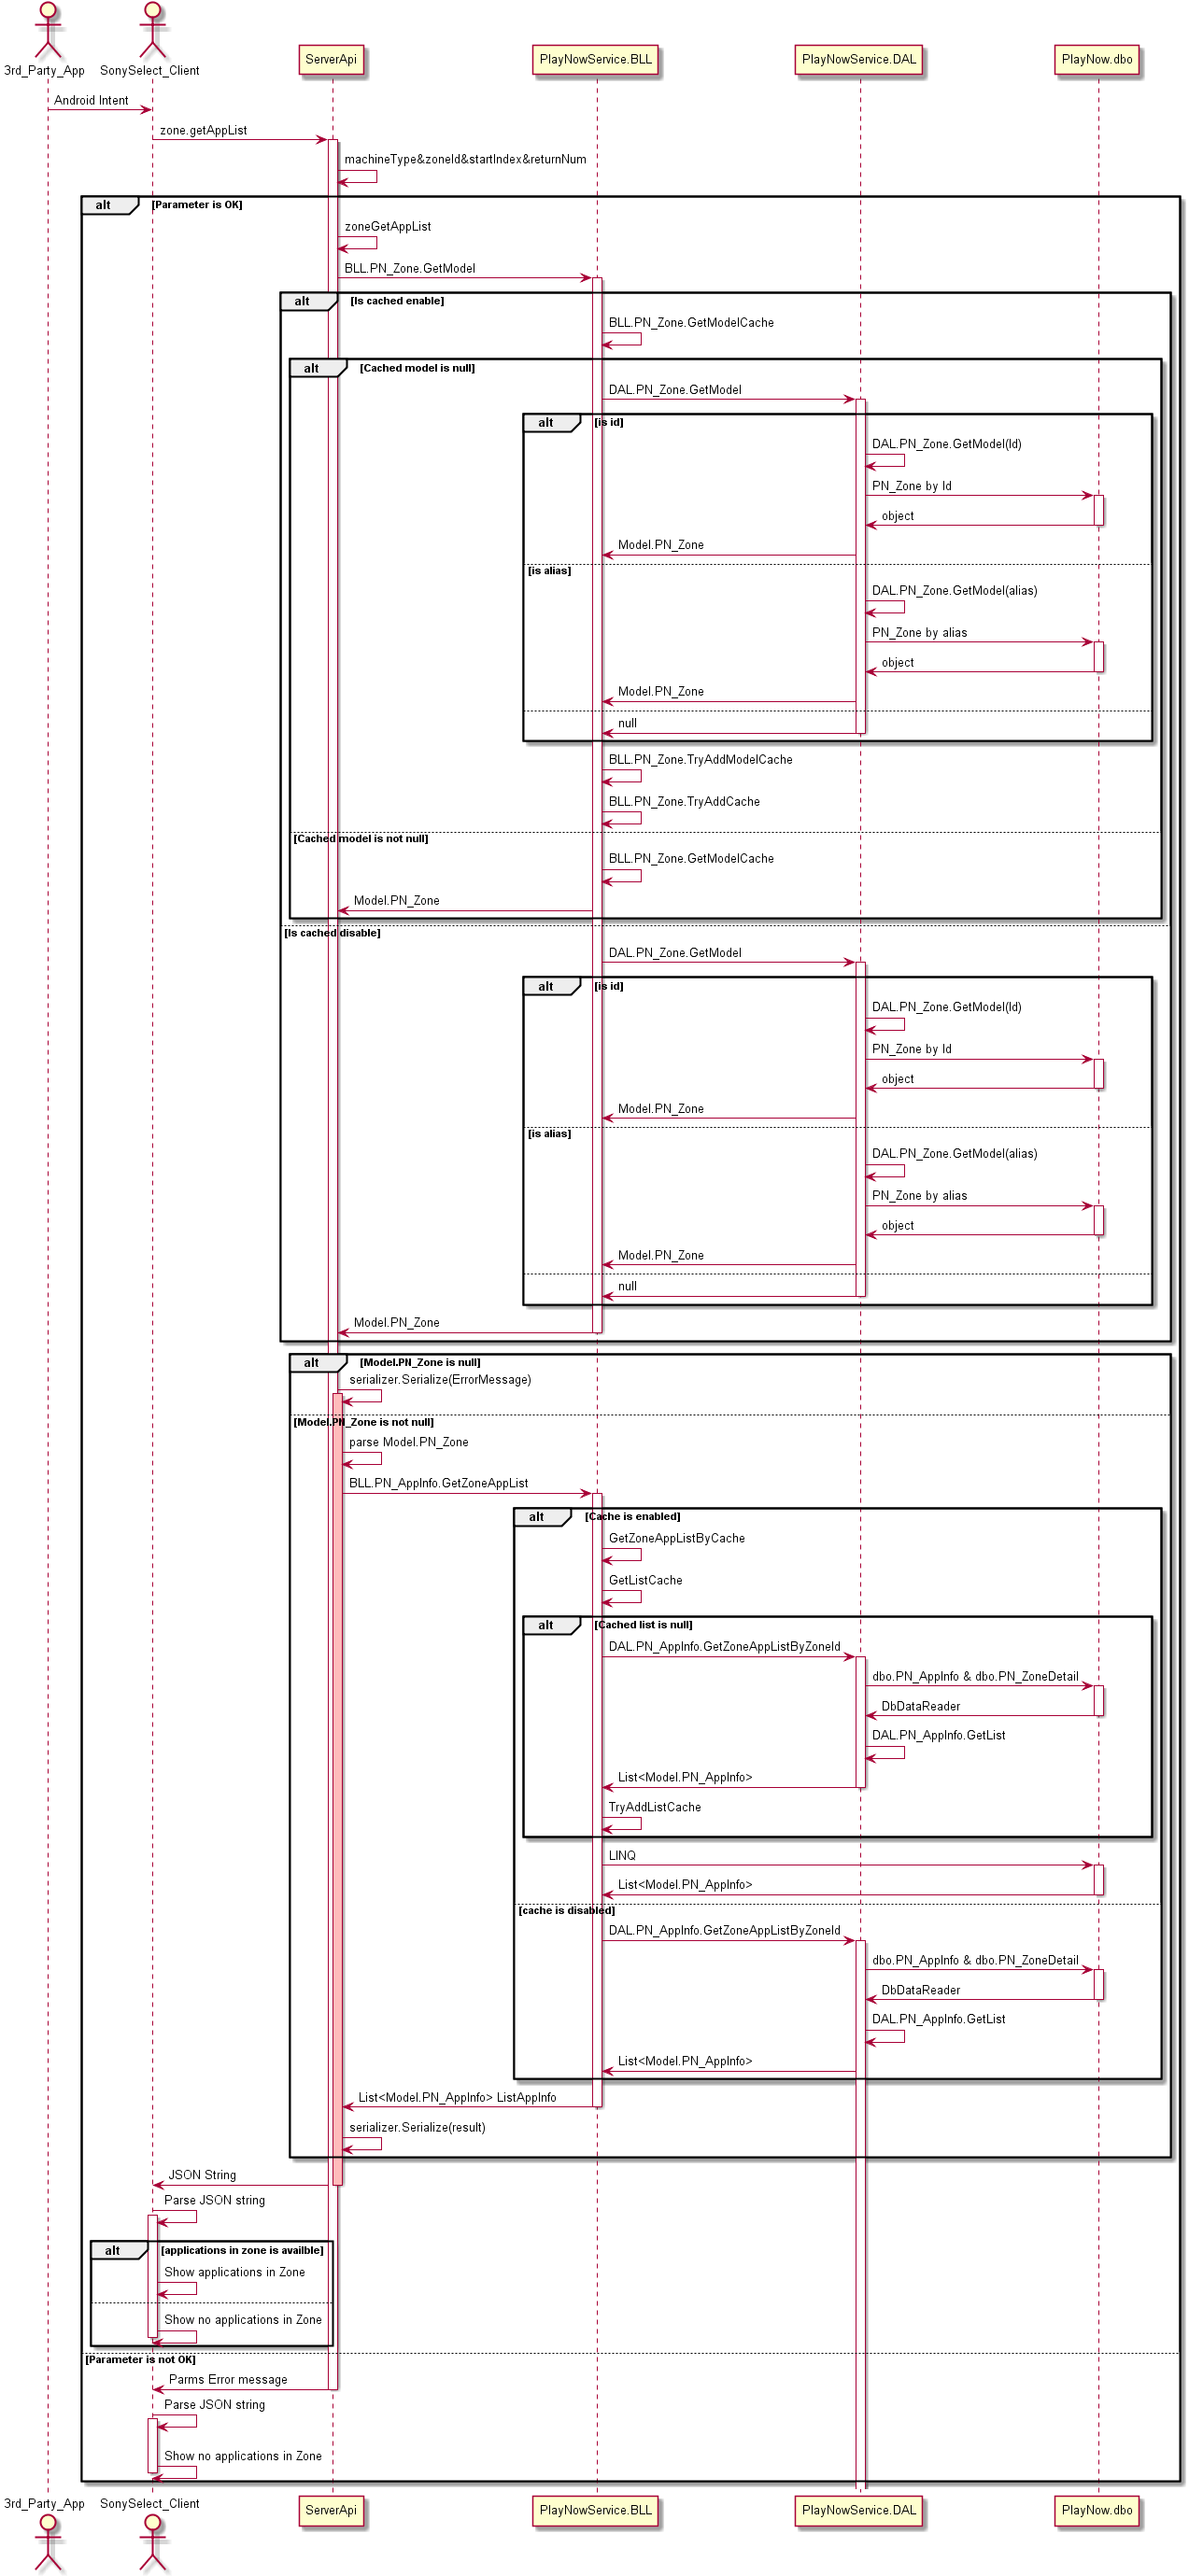 3rd_Party_App
SonySelect_Client
ServerApi
PlayNowService.BLL
PlayNowService.DAL
PlayNow.dbo
Android Intent
zone.getAppList
machineType&zoneId&startIndex&returnNum
alt [Parameter is OK]
zoneGetAppList
BLL.PN_Zone.GetModel
alt [Is cached enable]
BLL.PN_Zone.GetModelCache
alt [Cached model is null]
DAL.PN_Zone.GetModel
alt [is id]
DAL.PN_Zone.GetModel(Id)
PN_Zone by Id
object
Model.PN_Zone
[is alias]
DAL.PN_Zone.GetModel(alias)
PN_Zone by alias
object
Model.PN_Zone
null
BLL.PN_Zone.TryAddModelCache
BLL.PN_Zone.TryAddCache
[Cached model is not null]
BLL.PN_Zone.GetModelCache
Model.PN_Zone
[Is cached disable]
DAL.PN_Zone.GetModel
alt [is id]
DAL.PN_Zone.GetModel(Id)
PN_Zone by Id
object
Model.PN_Zone
[is alias]
DAL.PN_Zone.GetModel(alias)
PN_Zone by alias
object
Model.PN_Zone
null
Model.PN_Zone
alt [Model.PN_Zone is null]
serializer.Serialize(ErrorMessage)
[Model.PN_Zone is not null]
parse Model.PN_Zone
BLL.PN_AppInfo.GetZoneAppList
alt [Cache is enabled]
GetZoneAppListByCache
GetListCache
alt [Cached list is null]
DAL.PN_AppInfo.GetZoneAppListByZoneId
dbo.PN_AppInfo & dbo.PN_ZoneDetail
DbDataReader
DAL.PN_AppInfo.GetList
List<Model.PN_AppInfo>
TryAddListCache
LINQ
List<Model.PN_AppInfo>
[cache is disabled]
DAL.PN_AppInfo.GetZoneAppListByZoneId
dbo.PN_AppInfo & dbo.PN_ZoneDetail
DbDataReader
DAL.PN_AppInfo.GetList
List<Model.PN_AppInfo>
List<Model.PN_AppInfo> ListAppInfo
serializer.Serialize(result)
JSON String
Parse JSON string
alt [applications in zone is availble]
Show applications in Zone
Show no applications in Zone
[Parameter is not OK]
Parms Error message
Parse JSON string
Show no applications in Zone
3rd_Party_App
SonySelect_Client
ServerApi
PlayNowService.BLL
PlayNowService.DAL
PlayNow.dbo